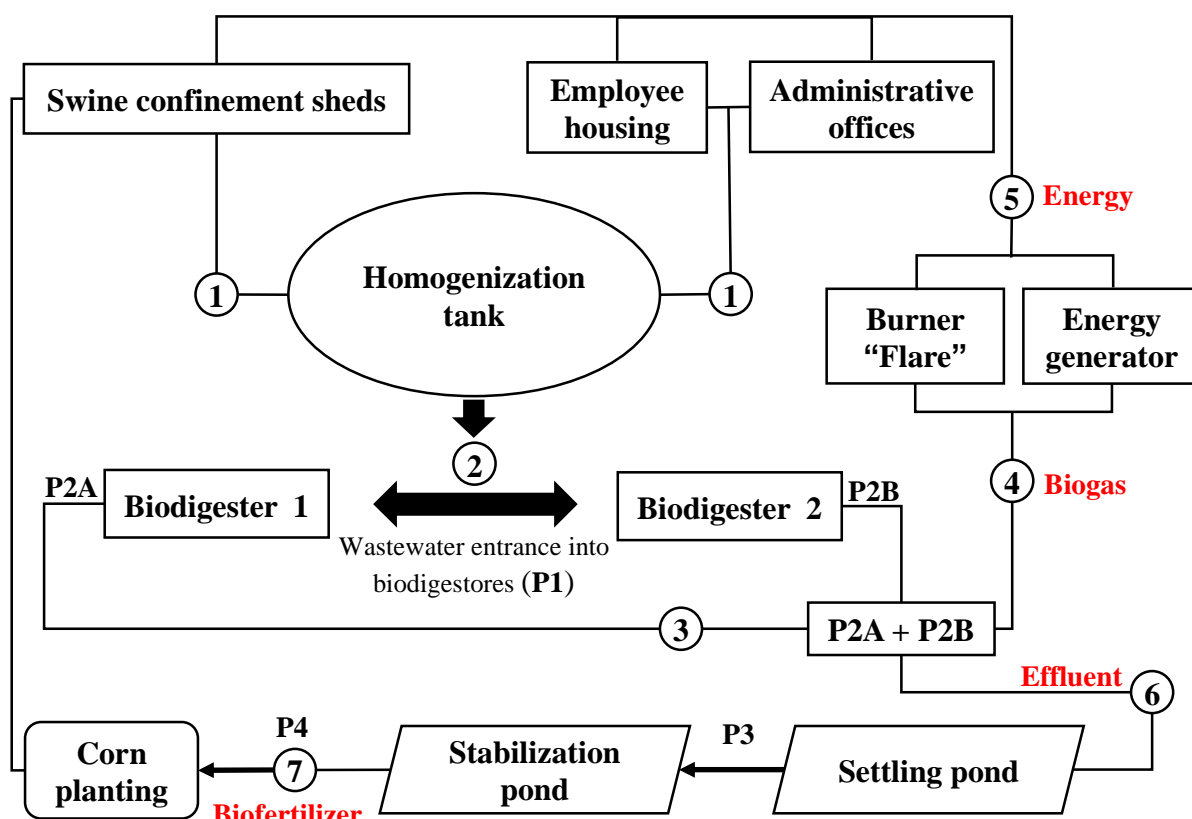 Swine confinement sheds
Employee
housing
Administrative
offices
5
Energy
1
Homogenization
tank
1
Burner
“Flare”
Energy
generator
2
4
Biogas
P2A
Biodigester 1
Biodigester 2
P2B
Wastewater entrance into
biodigestores (P1)
3
P2A + P2B
Effluent
6
Corn
planting
P4
7
Biofertilizer
Stabilization
pond
P3
Settling pond